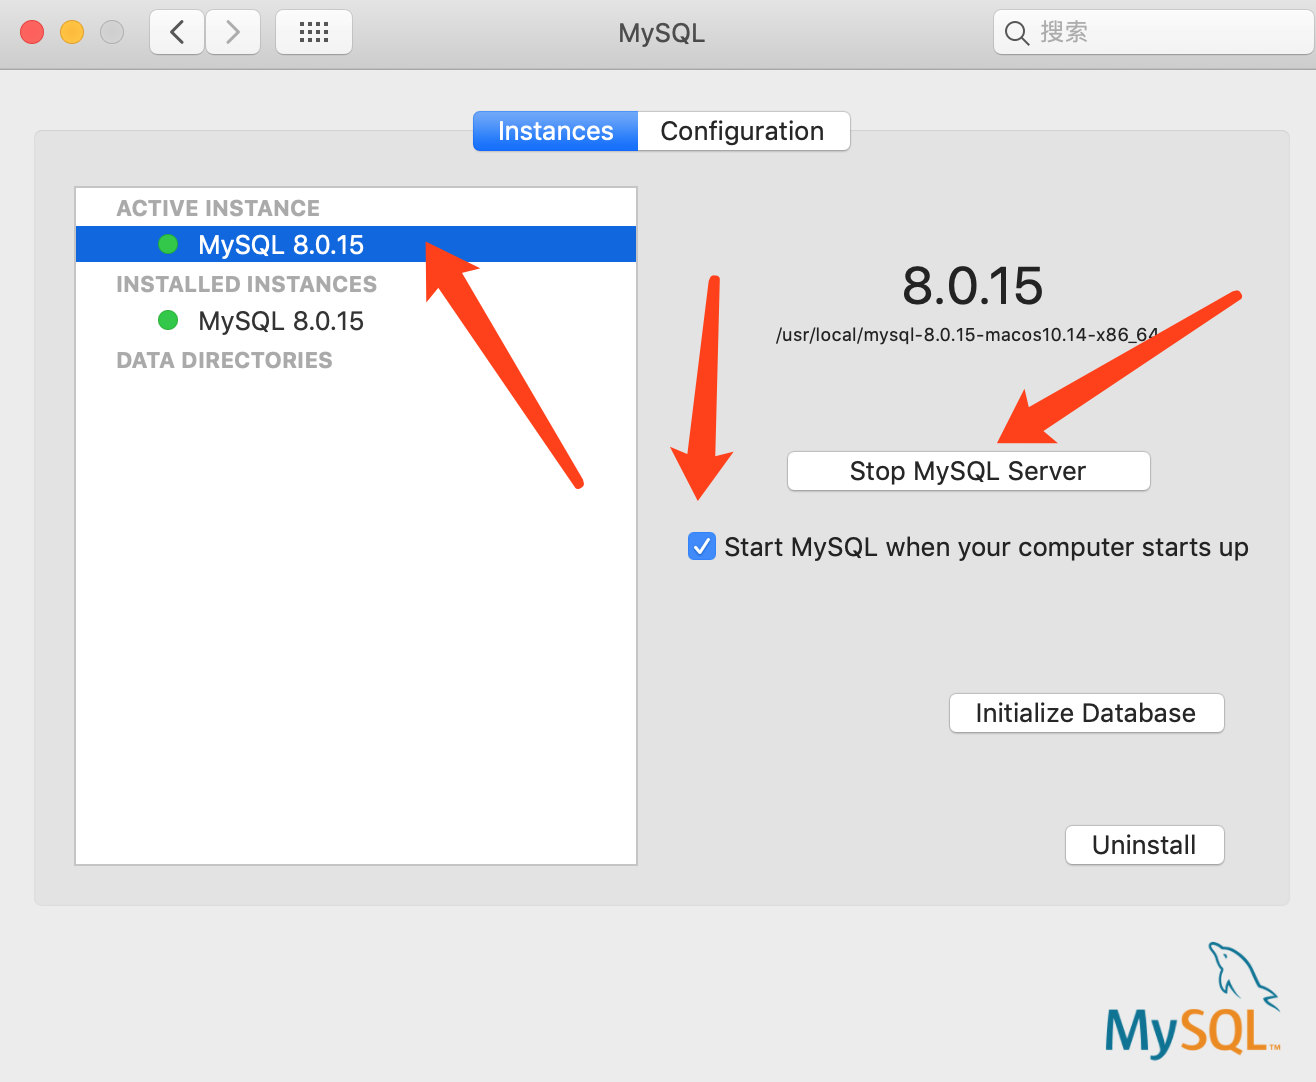 MySQL
搜索
Instances
Configuration
ACTIVE INSTANCE
MySQL 8.0.15
INSTALLED INSTANCES
MySQL 8.0.15
DATA DIRECTORIES
8.0.15
/usr/local/mysql-8.0.15-macos10.14-x86_64
Stop MySQL Server
Start MySQL when your computer starts up
Initialize Database
Uninstall
MySQL™